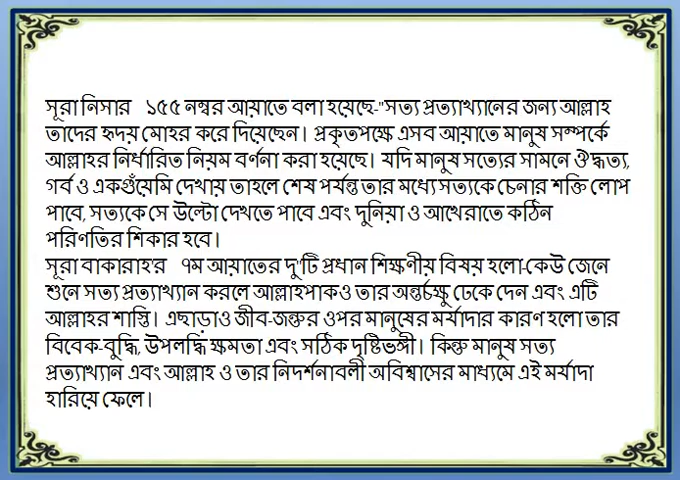 সূরা নিসার ১৫৫ নম্বর আয়াতে বলা হয়েছে-"সত্য প্রত্যাখ্যানের জন্য আল্লাহ
তাদের হৃদয় মোহর করে দিয়েছেন। প্রকৃতপক্ষে এসব আয়াতে মানুষ সম্পর্কে
আল্লাহর নির্ধারিত নিয়ম বর্ণনা করা হয়েছে। যদি মানুষ সত্যের সামনে ঔদ্ধত্য,
গর্ব ও একগুঁয়েমি দেখায় তাহলে শেষ পর্যন্ত তার মধ্যে সত্যকে চেনার শক্তি লোপ
পাবে, সত্যকে সে উল্টো দেখতে পাবে এবং দুনিয়া ও আখেরাতে কঠিন
পরিণতির শিকার হবে।
সূরা বাকারাহ'র ৭ম আয়াতের দু'টি প্রধান শিক্ষণীয় বিষয় হলো-কেউ জেনে
শুনে সত্য প্রত্যাখ্যান করলে আল্লাহপাকও তার অন্তর্চক্ষু ঢেকে দেন এবং এটি
আল্লাহর শাস্তি। এছাড়াও জীব-জন্তুর ওপর মানুষের মর্যাদার কারণ হলো তার
বিবেক-বুদ্ধি, উপলব্ধি ক্ষমতা এবং সঠিক দৃষ্টিভঙ্গী। কিন্তু মানুষ সত্য
প্রত্যাখ্যান এবং আল্লাহ ও তার নিদর্শনাবলী অবিশ্বাসের মাধ্যমে এই মর্যাদা
হারিয়ে ফেলে।